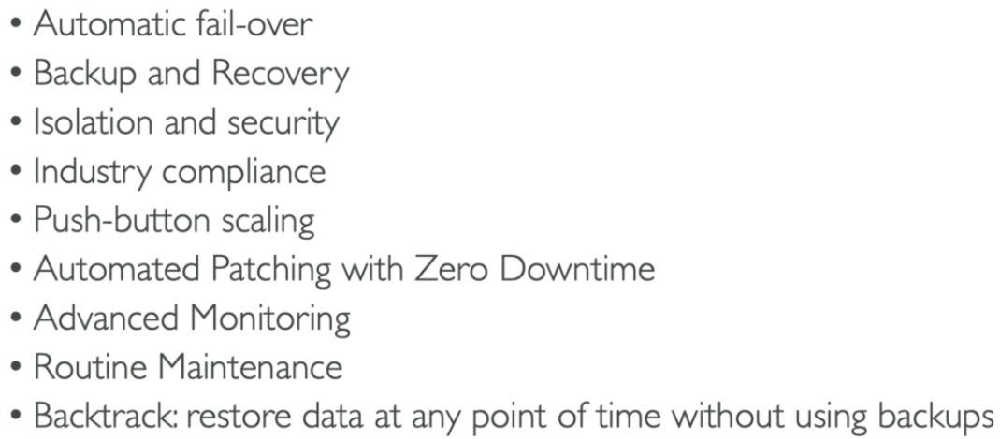 • Automatic fail-over
• Backup and Recovery
• Isolation and security
• Industry compliance
• Push-button scaling
• Automated Patching with Zero Downtime
• Advanced Monitoring
• Routine Maintenance
• Backtrack: restore data at any point of time without using backups